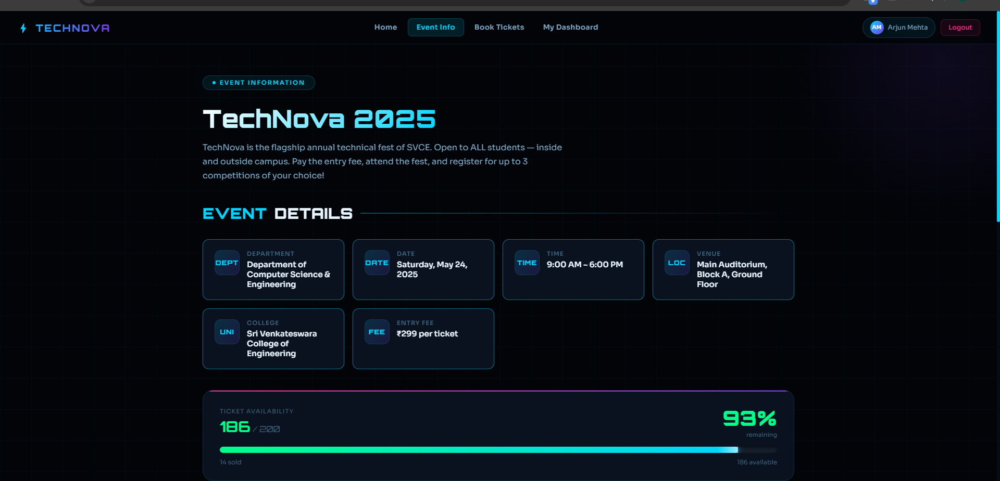 TECHNOVA
Home
Event Info
Book Tickets
My Dashboard
AM
Arjun Mehta
Logout
EVENT INFORMATION
TechNova 2025
TechNova is the flagship annual technical fest of SVCE. Open to ALL students — inside
and outside campus. Pay the entry fee, attend the fest, and register for up to 3
competitions of your choice!
EVENT DETAILS
DEPT
DEPARTMENT
Department of
Computer Science &
Engineering
DATE
DATE
Saturday, May 24,
2025
TIME
TIME
9:00 AM – 6:00 PM
LOC
VENUE
Main Auditorium,
Block A, Ground
Floor
UNI
COLLEGE
Sri Venkateswara
College of
Engineering
FEE
ENTRY FEE
₹299 per ticket
TICKET AVAILABILITY
186 / 200
93%
remaining
14 sold
186 available